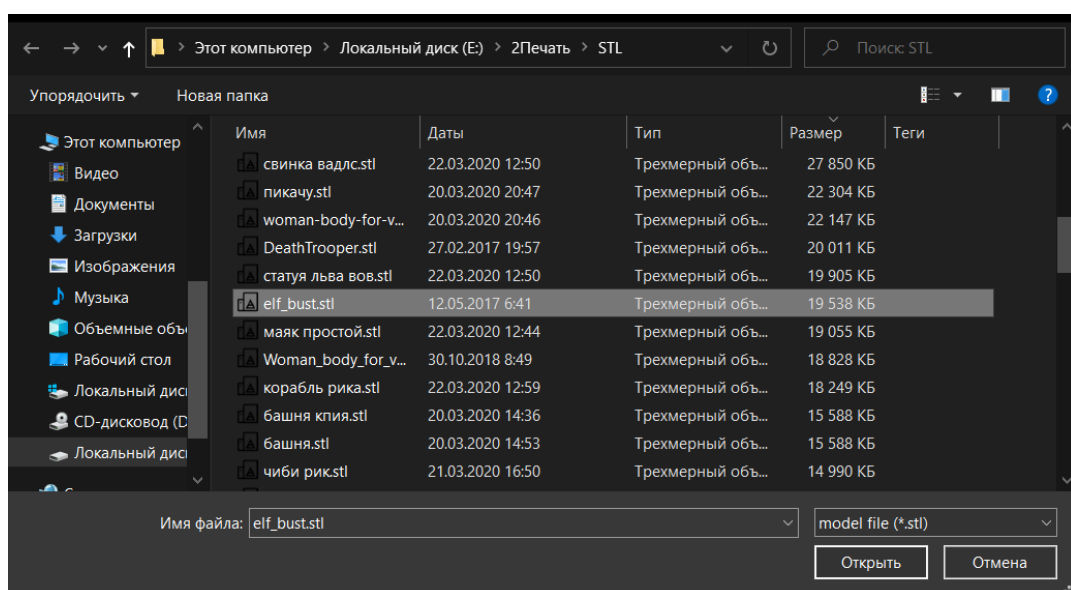 Этот компьютер > Локальный диск (E:) > 2Печать > STL
Поиск: STL
Упорядочить
Новая папка
?
Этот компьютер
Видео
Документы
Загрузки
Изображения
Музыка
Объемные объ
Рабочий стол
Локальный дис
CD-дисковод (D
Локальный дис
Имя Даты Тип Размер Теги
свинка вадлс.stl 22.03.2020 12:50 Трехмерный объ... 27 850 КБ
пикачу.stl 20.03.2020 20:47 Трехмерный объ... 22 304 КБ
woman-body-for-v... 20.03.2020 20:46 Трехмерный объ... 22 147 КБ
DeathTrooper.stl 27.02.2017 19:57 Трехмерный объ... 20 011 КБ
статуя льва вов.stl 22.03.2020 12:50 Трехмерный объ... 19 905 КБ
elf_bust.stl 12.05.2017 6:41 Трехмерный объ... 19 538 КБ
маяк простой.stl 22.03.2020 12:44 Трехмерный объ... 19 055 КБ
Woman_body_for_v... 30.10.2018 8:49 Трехмерный объ... 18 828 КБ
корабль рика.stl 22.03.2020 12:59 Трехмерный объ... 18 249 КБ
башня кпия.stl 20.03.2020 14:36 Трехмерный объ... 15 588 КБ
башня.stl 20.03.2020 14:53 Трехмерный объ... 15 588 КБ
чиби рик.stl 21.03.2020 16:50 Трехмерный объ... 14 990 КБ
Имя файла: elf_bust.stl
model file (*.stl)
Открыть
Отмена